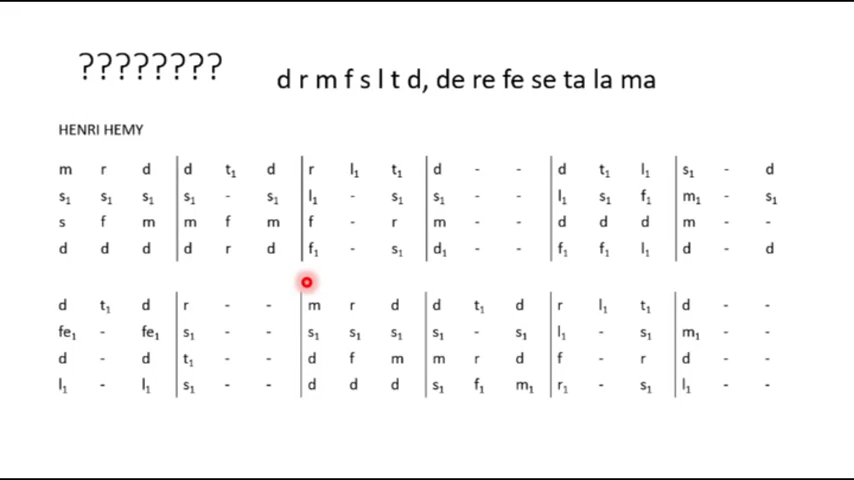 ????????
d r m f s l t d, de re fe se ta la ma
HENRI HEMY
m r d | d t₁ d | r l₁ t₁ | d - - | d t₁ l₁ | s₁ - d
s₁ s₁ s₁ | s₁ - s₁ | l₁ - s₁ | s₁ - - | l₁ s₁ f₁ | m₁ - s₁
s f m | m f m | f - r | m - - | d d d | m - -
d d d | d r d | f₁ - s₁ | d₁ - - | f₁ f₁ l₁ | d - d
d t₁ d | r - - | m r d | d t₁ d | r l₁ t₁ | d - -
fe₁ - fe₁ | s₁ - - | s₁ s₁ s₁ | s₁ - s₁ | l₁ - s₁ | m₁ - -
d - d | t₁ - - | d f m | m r d | f - r | d - -
l₁ - l₁ | s₁ - - | d d d | s₁ f₁ m₁ | r₁ - s₁ | l₁ - -